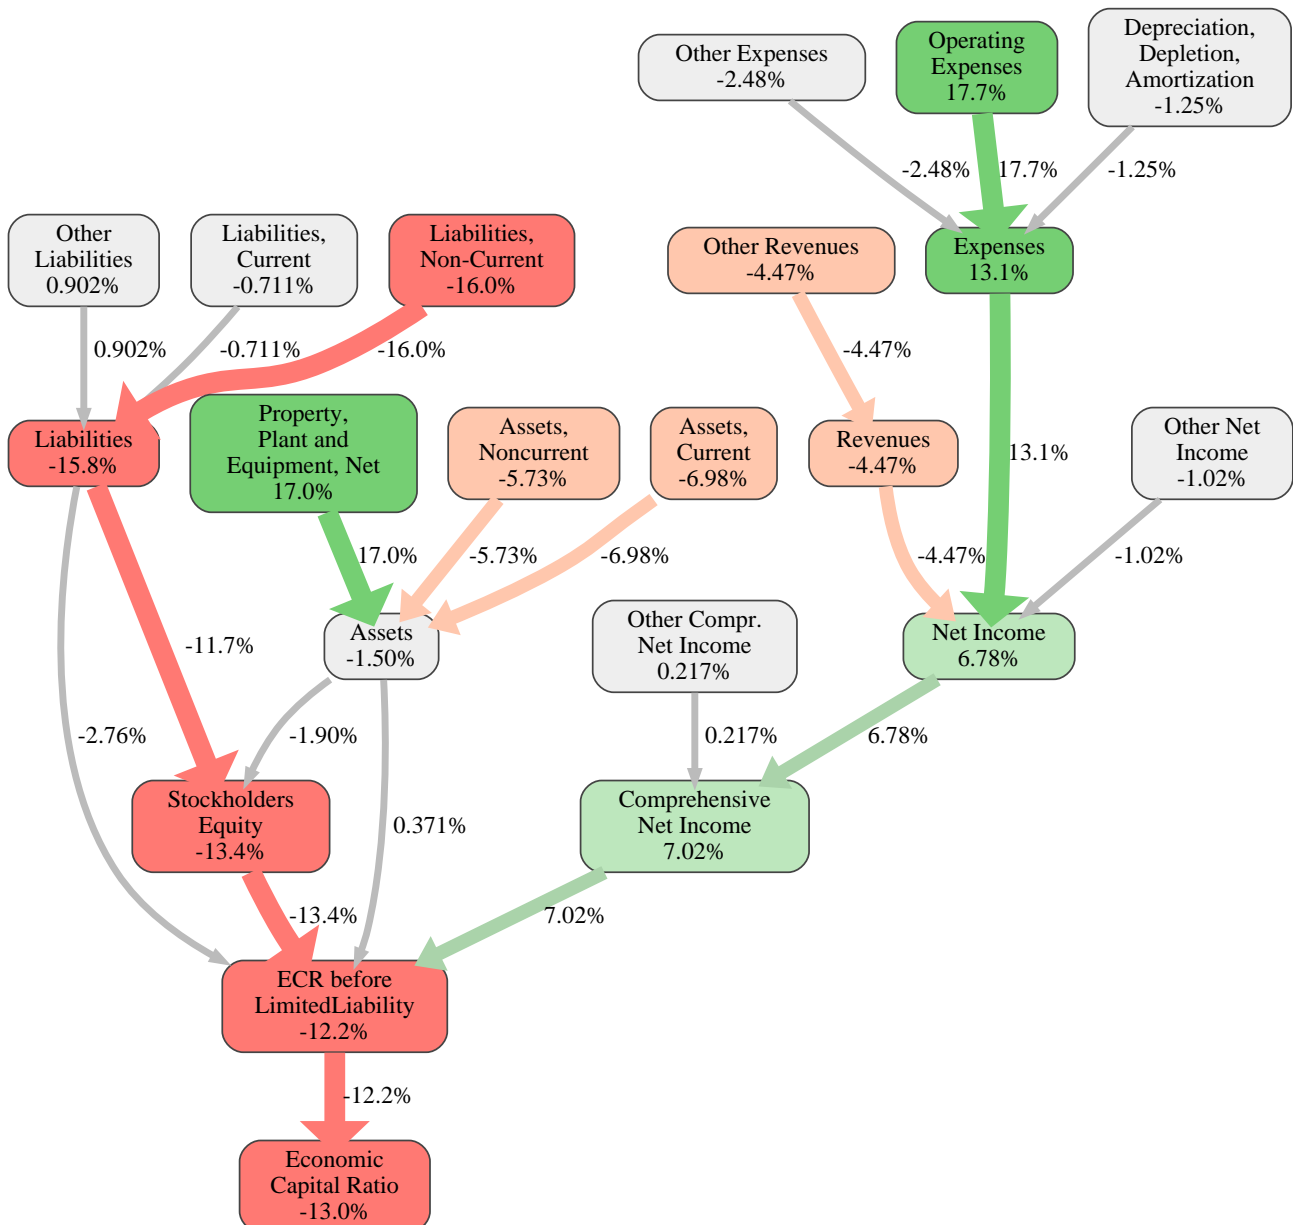 Other Expenses
-2.48%
Operating
Expenses
17.7%
Depreciation,
Depletion,
Amortization
-1.25%
-2.48%
17.7%
-1.25%
Other
Liabilities
0.902%
Liabilities,
Current
-0.711%
Liabilities,
Non-Current
-16.0%
Other Revenues
-4.47%
Expenses
13.1%
0.902%
-0.711%
-16.0%
-4.47%
Liabilities
-15.8%
Property,
Plant and
Equipment, Net
17.0%
Assets,
Noncurrent
-5.73%
Assets,
Current
-6.98%
Revenues
-4.47%
13.1%
Other Net
Income
-1.02%
17.0%
-5.73%
-6.98%
-4.47%
-1.02%
-11.7%
Assets
-1.50%
Other Compr.
Net Income
0.217%
Net Income
6.78%
-2.76%
-1.90%
0.217%
6.78%
Stockholders
Equity
-13.4%
0.371%
Comprehensive
Net Income
7.02%
-13.4%
7.02%
ECR before
LimitedLiability
-12.2%
-12.2%
Economic
Capital Ratio
-13.0%